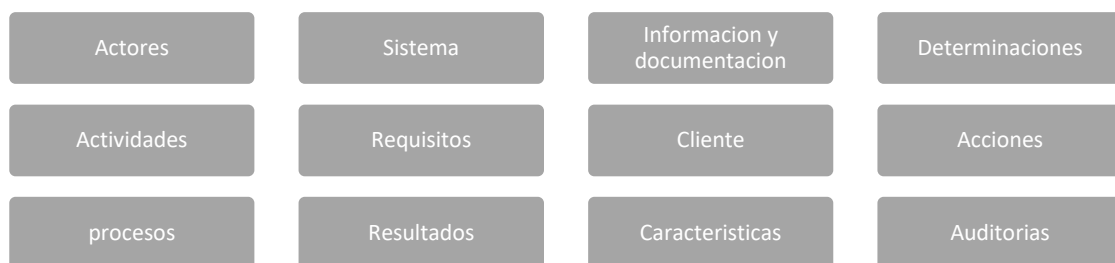 Actores
Sistema
Informacion y
documentacion
Determinaciones
Actividades
Requisitos
Cliente
Acciones
procesos
Resultados
Caracteristicas
Auditorias